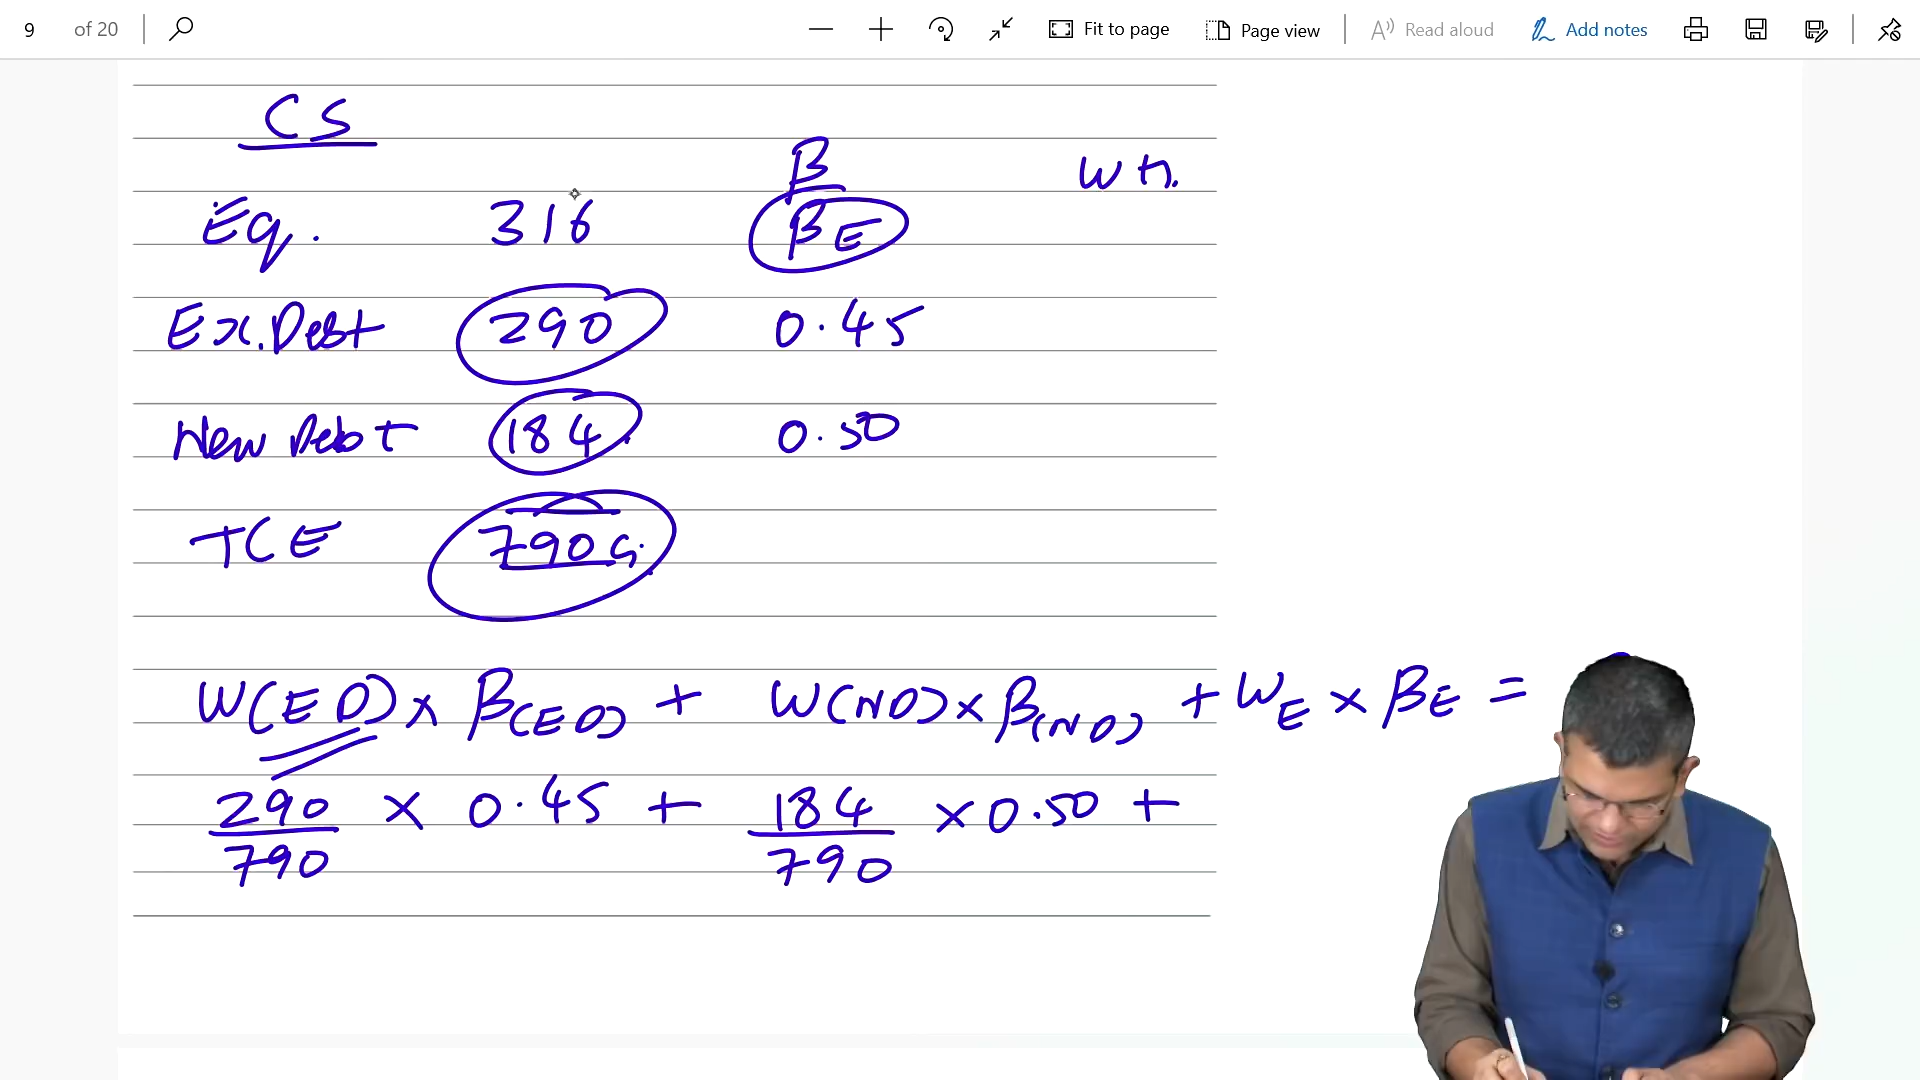 9 of 20 Fit to page Page view Read aloud Add notes
CS
β Wt.
Eq. 316 βE
Ex.Debt 290 0.45
New Debt 184 0.50
TCE 790
W(ED) x β(ED) + W(ND) x β(ND) + WE x βE =
290/790 x 0.45 + 184/790 x 0.50 +